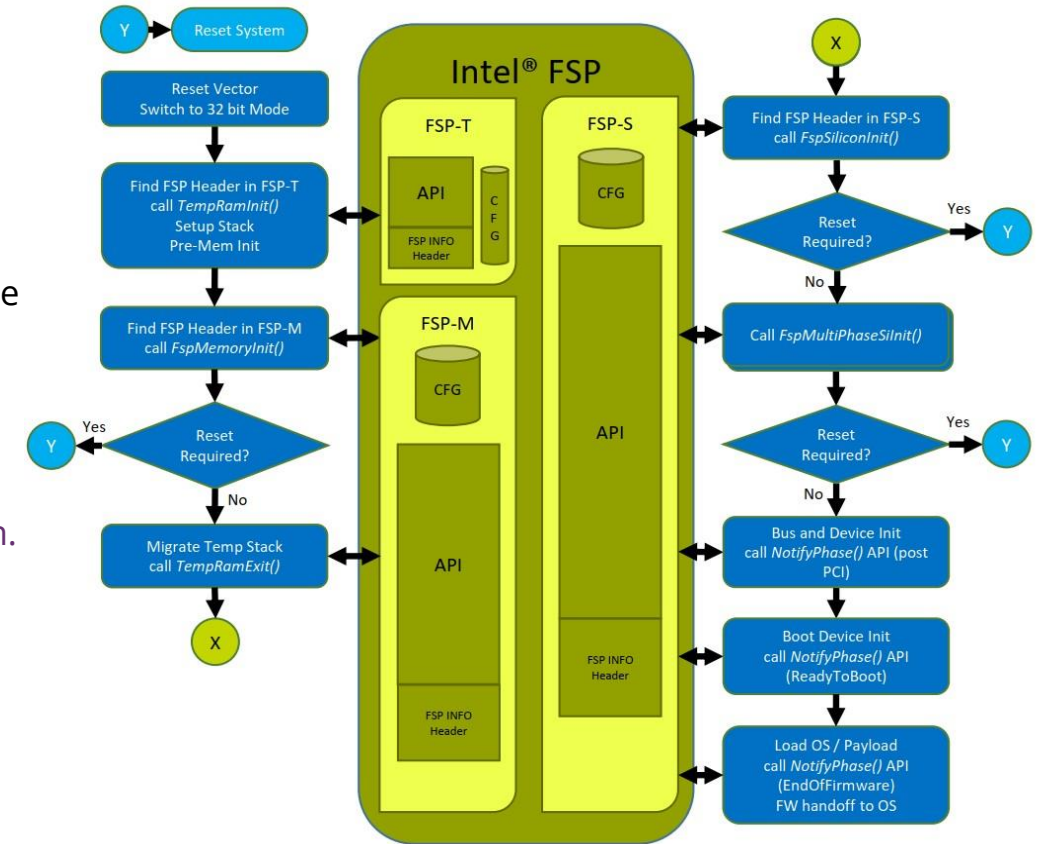 Y
Reset System
Reset Vector
Switch to 32 bit Mode
Find FSP Header in FSP-T
call TempRamInit()
Setup Stack
Pre-Mem Init
e
Find FSP Header in FSP-M
call FspMemoryInit()
Yes
Y
Reset
Required?
No
n.
Migrate Temp Stack
call TempRamExit()
X
Intel® FSP
FSP-T
API
FSP INFO
Header
C
F
G
FSP-M
CFG
API
FSP INFO
Header
FSP-S
CFG
API
FSP INFO
Header
X
Find FSP Header in FSP-S
call FspSiliconInit()
Reset
Required?
Yes
Y
No
Call FspMultiPhaseSiInit()
Reset
Required?
Yes
Y
No
Bus and Device Init
call NotifyPhase() API (post
PCI)
Boot Device Init
call NotifyPhase() API
(ReadyToBoot)
Load OS / Payload
call NotifyPhase() API
(EndOfFirmware)
FW handoff to OS